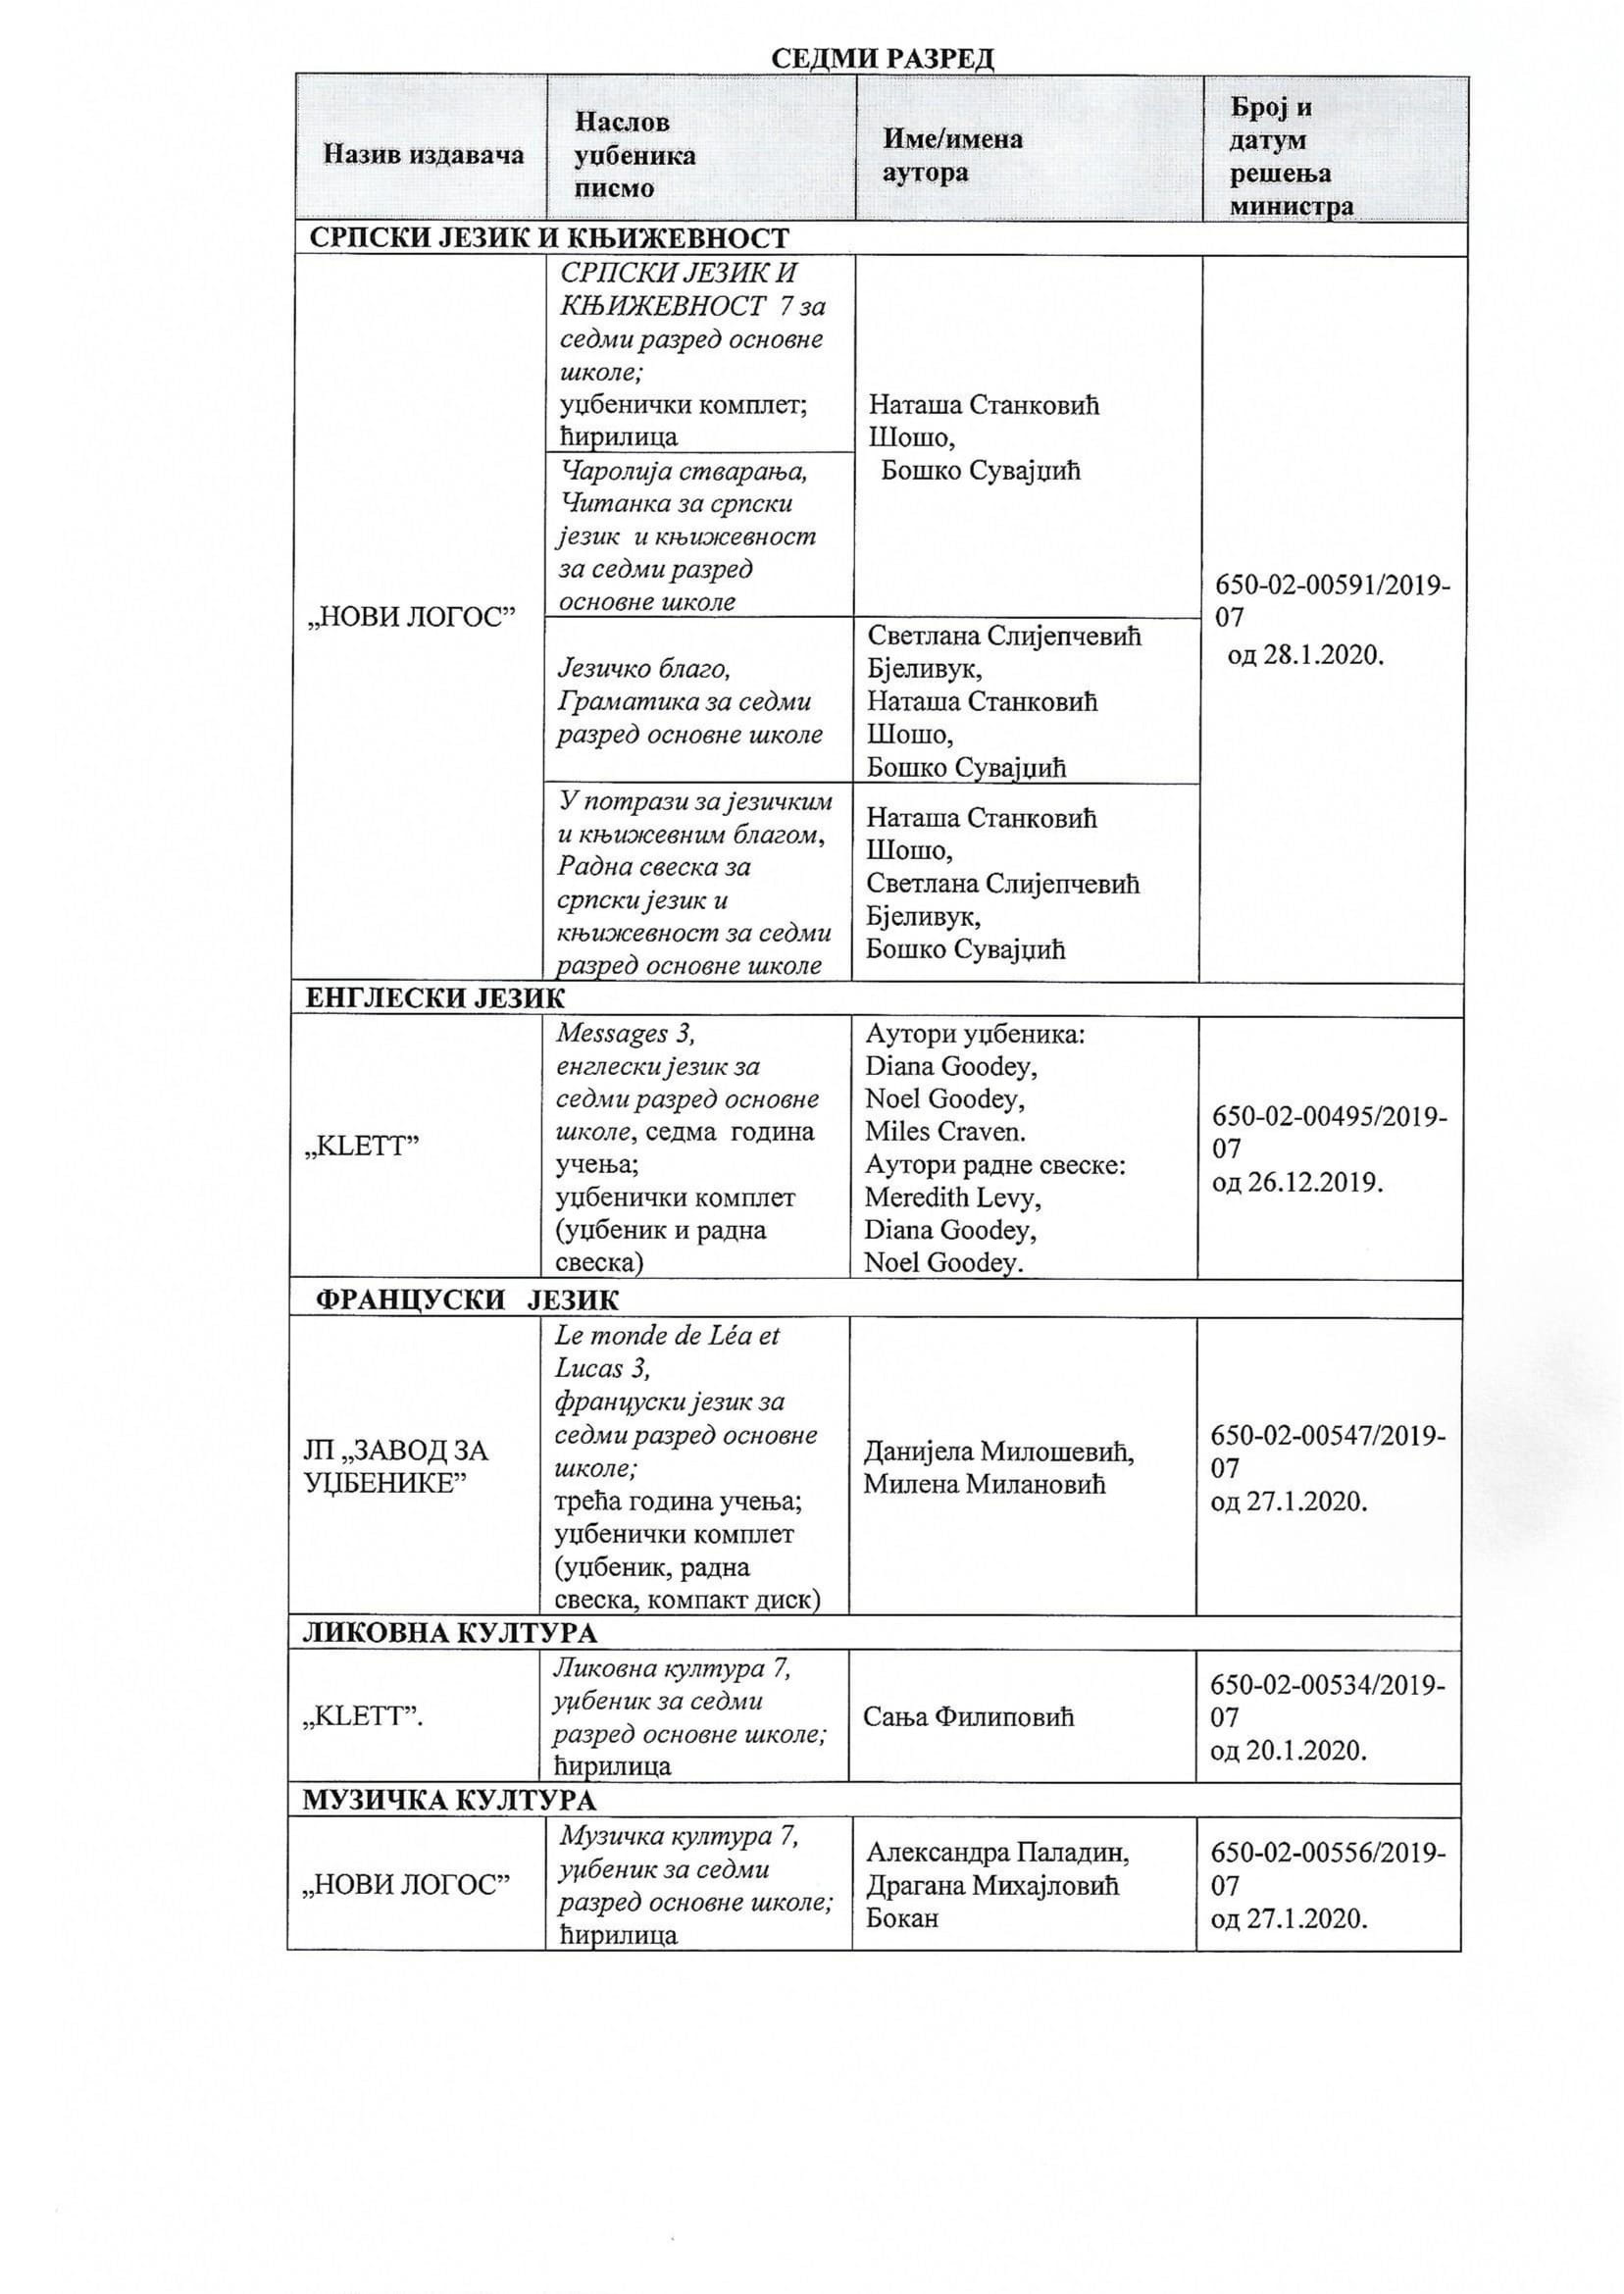 СЕДМИ РАЗРЕД
Назив издавача
Наслов
уџбеника
писмо
Име/имена
аутора
Број и
датум
решења
министра
СРПСКИ ЈЕЗИК И КЊИЖЕВНОСТ
„НОВИ ЛОГОС”
СРПСКИ ЈЕЗИК И
КЊИЖЕВНОСТ 7 за
седми разред основне
школе;
уџбенички комплет;
ћирилица
Чаролија стварања,
Читанка за српски
језик и књижевност
за седми разред
основне школе
Наташа Станковић
Шошо,
Бошко Сувајџић
Језичко благо,
Граматика за седми
разред основне школе
Светлана Слијепчевић
Бјеливук,
Наташа Станковић
Шошо,
Бошко Сувајџић
У потрази за језичким
и књижевним благом,
Радна свеска за
српски језик и
књижевност за седми
разред основне школе
Наташа Станковић
Шошо,
Светлана Слијепчевић
Бјеливук,
Бошко Сувајџић
650-02-00591/2019-
07
од 28.1.2020.
ЕНГЛЕСКИ ЈЕЗИК
„KLETT”
Messages 3,
енглески језик за
седми разред основне
школе, седма година
учења;
уџбенички комплет
(уџбеник и радна
свеска)
Аутори уџбеника:
Diana Goodey,
Noel Goodey,
Miles Craven.
Аутори радне свеске:
Meredith Levy,
Diana Goodey,
Noel Goodey.
650-02-00495/2019-
07
од 26.12.2019.
ФРАНЦУСКИ ЈЕЗИК
ЈП „ЗАВОД ЗА
УЏБЕНИКЕ”
Le monde de Léa et
Lucas 3,
француски језик за
седми разред основне
школе;
трећа година учења;
уџбенички комплет
(уџбеник, радна
свеска, компакт диск)
Данијела Милошевић,
Милена Милановић
650-02-00547/2019-
07
од 27.1.2020.
ЛИКОВНА КУЛТУРА
„KLETT”.
Ликовна култура 7,
уџбеник за седми
разред основне школе;
ћирилица
Сања Филиповић
650-02-00534/2019-
07
од 20.1.2020.
МУЗИЧКА КУЛТУРА
„НОВИ ЛОГОС”
Музичка култура 7,
уџбеник за седми
разред основне школе;
ћирилица
Александра Паладин,
Драгана Михајловић
Бокан
650-02-00556/2019-
07
од 27.1.2020.